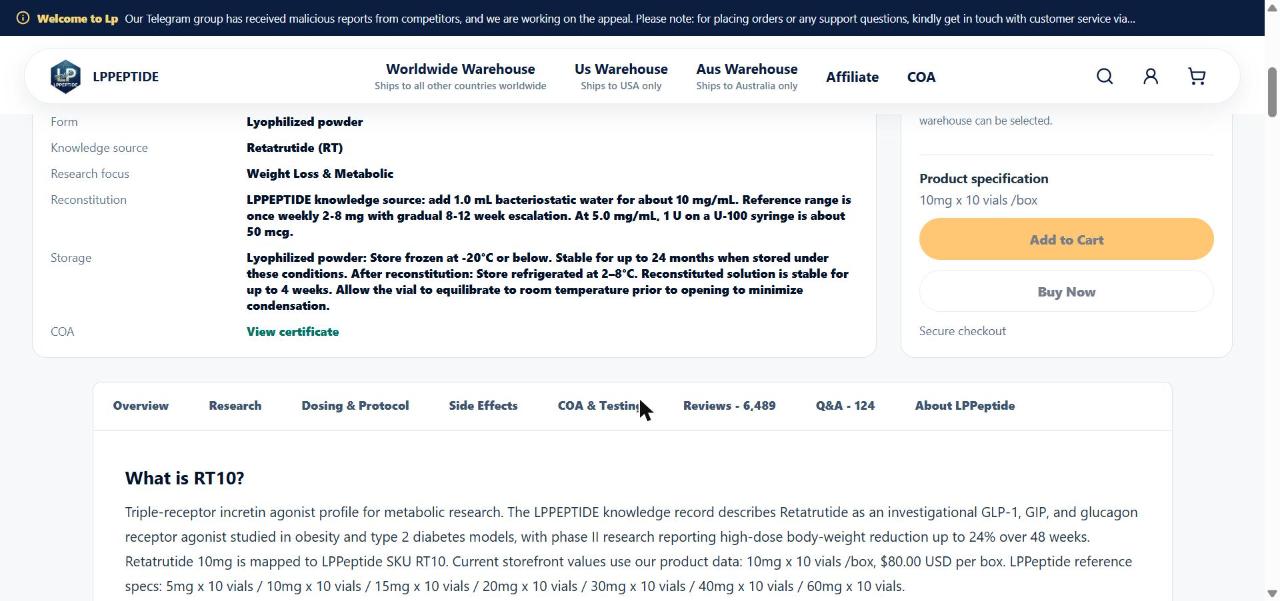 Welcome to Lp Our Telegram group has received malicious reports from competitors, and we are working on the appeal. Please note: for placing orders or any support questions, kindly get in touch with customer service via...
LPPEPTIDE
Worldwide Warehouse
Ships to all other countries worldwide
Us Warehouse
Ships to USA only
Aus Warehouse
Ships to Australia only
Affiliate
COA
LP
LPPEPTIDE
Form Lyophilized powder
Knowledge source Retatrutide (RT)
Research focus Weight Loss & Metabolic
Reconstitution LPPEPTIDE knowledge source: add 1.0 mL bacteriostatic water for about 10 mg/mL. Reference range is
once weekly 2-8 mg with gradual 8-12 week escalation. At 5.0 mg/mL, 1 U on a U-100 syringe is about
50 mcg.
Storage Lyophilized powder: Store frozen at -20°C or below. Stable for up to 24 months when stored under
these conditions. After reconstitution: Store refrigerated at 2–8°C. Reconstituted solution is stable for
up to 4 weeks. Allow the vial to equilibrate to room temperature prior to opening to minimize
condensation.
COA View certificate
warehouse can be selected.
Product specification
10mg x 10 vials /box
Add to Cart
Buy Now
Secure checkout
Overview Research Dosing & Protocol Side Effects COA & Testing Reviews - 6,489 Q&A - 124 About LPPeptide
What is RT10?
Triple-receptor incretin agonist profile for metabolic research. The LPPEPTIDE knowledge record describes Retatrutide as an investigational GLP-1, GIP, and glucagon
receptor agonist studied in obesity and type 2 diabetes models, with phase II research reporting high-dose body-weight reduction up to 24% over 48 weeks.
Retatrutide 10mg is mapped to LPPeptide SKU RT10. Current storefront values use our product data: 10mg x 10 vials /box, $80.00 USD per box. LPPeptide reference
specs: 5mg x 10 vials / 10mg x 10 vials / 15mg x 10 vials / 20mg x 10 vials / 30mg x 10 vials / 40mg x 10 vials / 60mg x 10 vials.